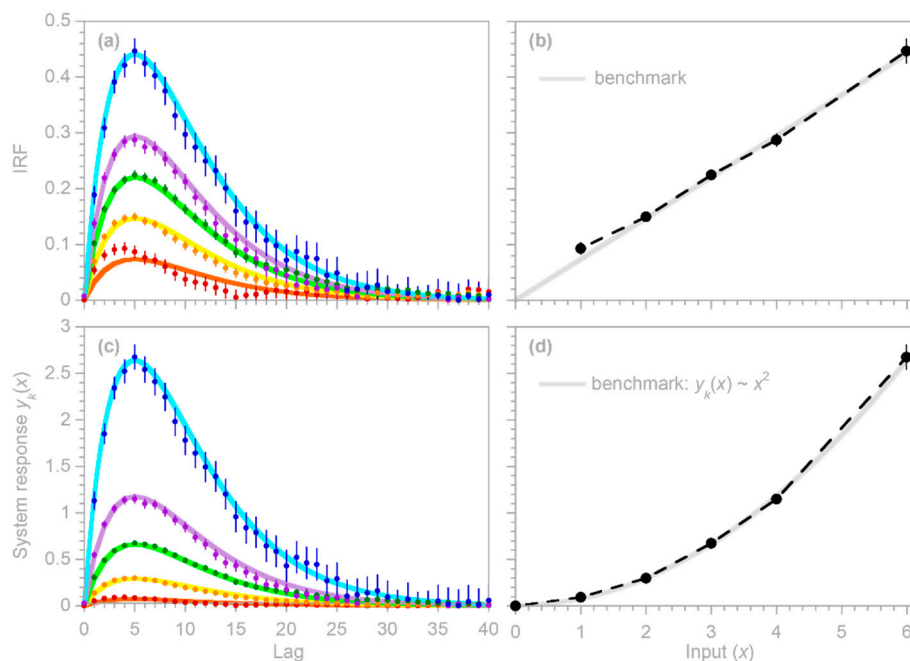 0.5
0.4
0.3
0.2
0.1
0
IRF
(a)
(b)
benchmark
3
2.5
2
1.5
1
0.5
0
System response y_k(x)
(c)
0 5 10 15 20 25 30 35 40
Lag
(d)
benchmark: y_k(x) ~ x²
0 1 2 3 4 5 6
Input (x)